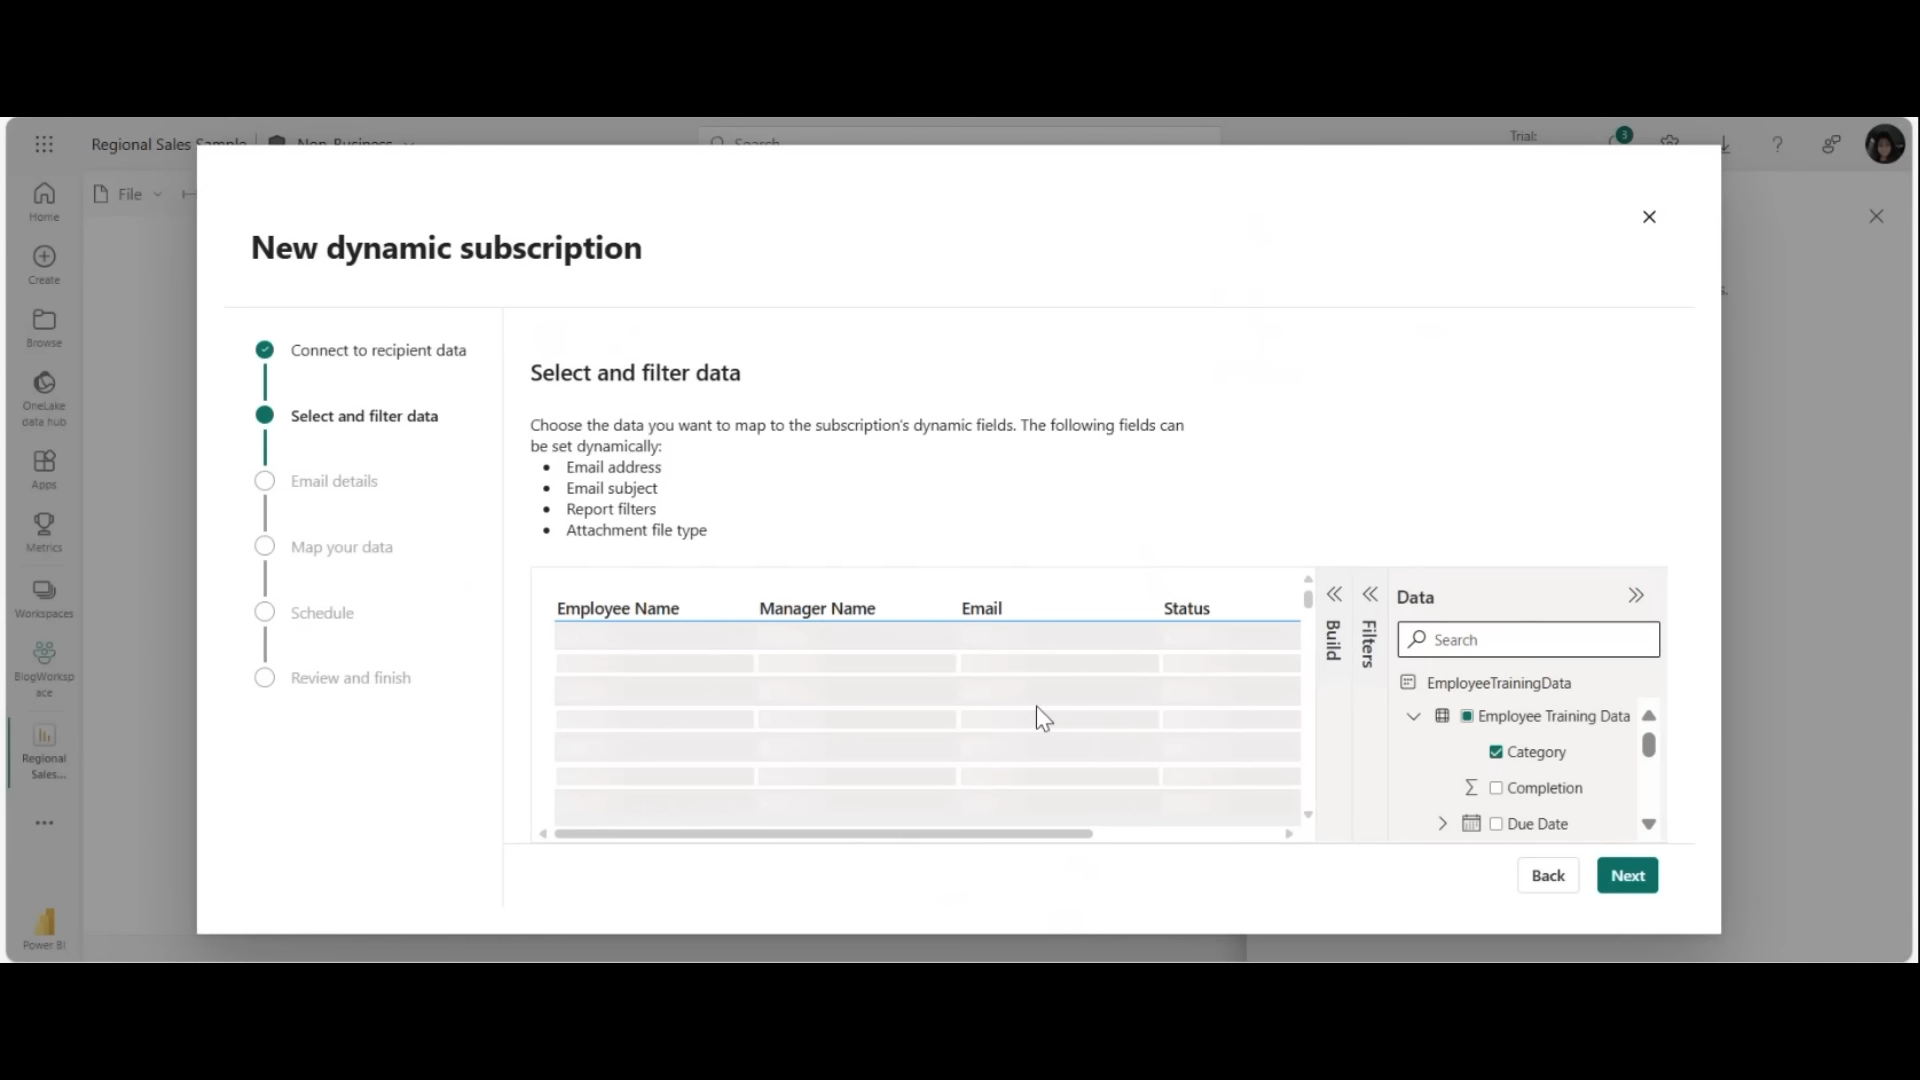 Regional Sales Sample
Non-Business
Search
Trial:
3
File
Home
Create
Browse
OneLake
data hub
Apps
Metrics
Workspaces
BlogWorksp
ace
Regional
Sales...
Power BI
New dynamic subscription
Connect to recipient data
Select and filter data
Email details
Map your data
Schedule
Review and finish
Select and filter data
Choose the data you want to map to the subscription's dynamic fields. The following fields can
be set dynamically:
• Email address
• Email subject
• Report filters
• Attachment file type
Employee Name Manager Name Email Status
Build
Filters
Data
Search
EmployeeTrainingData
Employee Training Data
Category
Completion
Due Date
Back
Next
s.